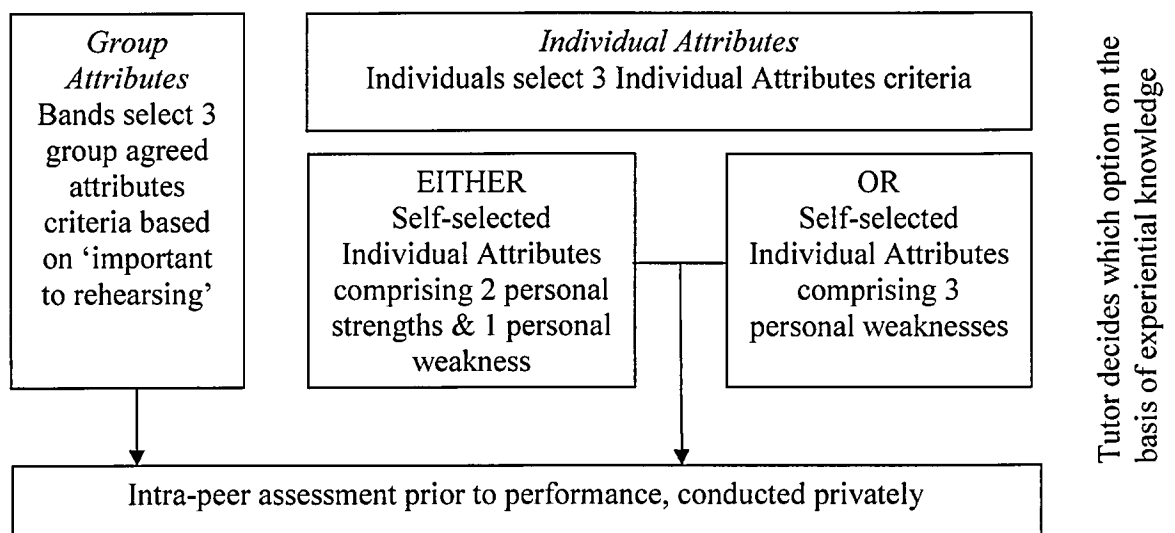 Group
Attributes
Bands select 3
group agreed
attributes
criteria based
on ‘important
to rehearsing’
Individual Attributes
Individuals select 3 Individual Attributes criteria
EITHER
Self-selected
Individual Attributes
comprising 2 personal
strengths & 1 personal
weakness
OR
Self-selected
Individual Attributes
comprising 3
personal weaknesses
Tutor decides which option on the
basis of experiential knowledge
Intra-peer assessment prior to performance, conducted privately